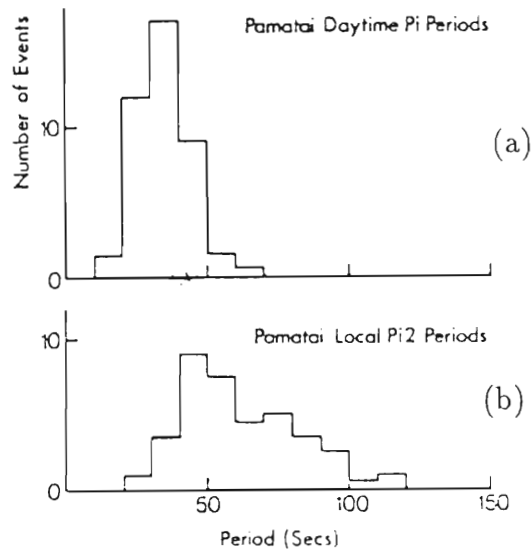 Pamatai Daytime Pi Periods
Number of Events
10
(a)
0
Pamatai Local Pi2 Periods
10
(b)
0
50
100
150
Period (Secs)